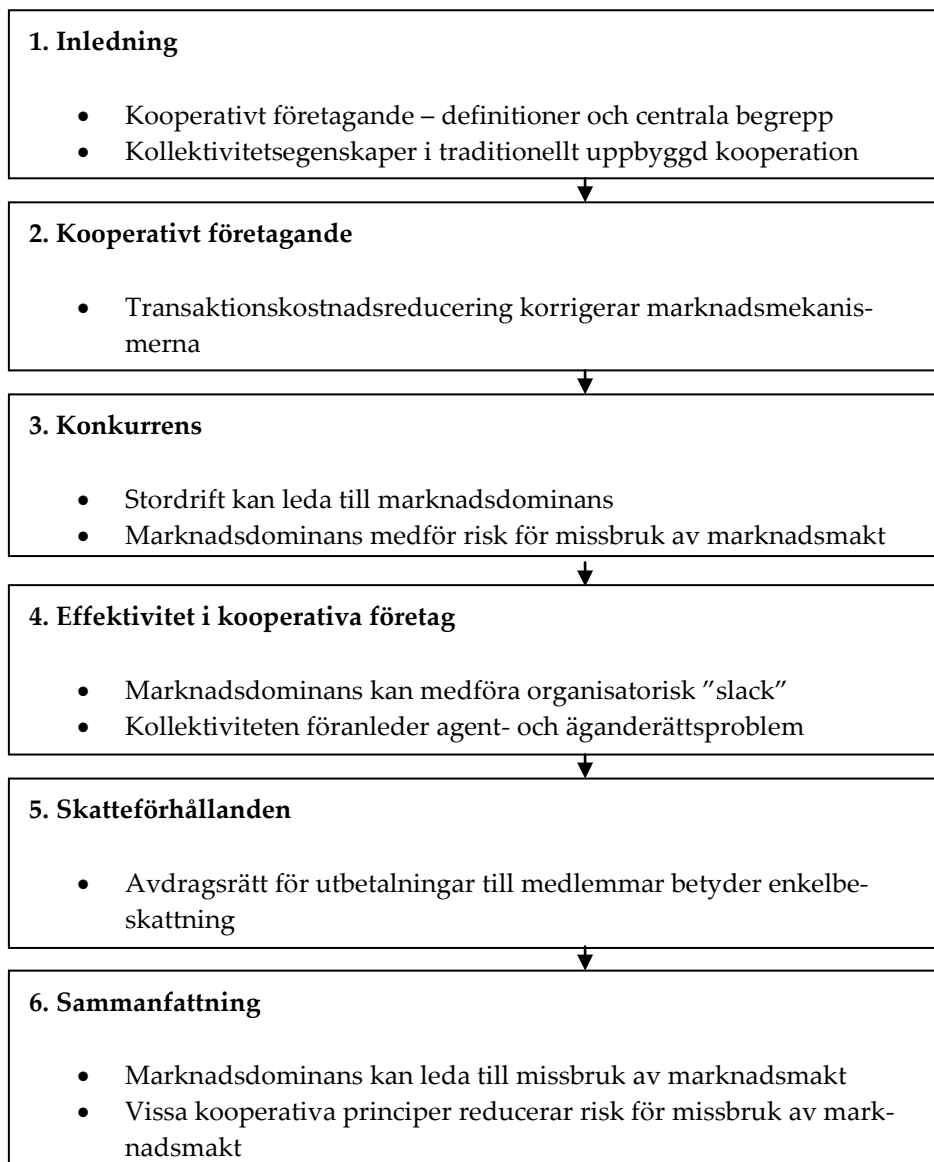 1. Inledning
• Kooperativt företagande – definitioner och centrala begrepp
• Kollektivitetsegenskaper i traditionellt uppbyggd kooperation
2. Kooperativt företagande
• Transaktionskostnadsreducering korrigerar marknadsmekanis-
merna
3. Konkurrens
• Stordrift kan leda till marknadsdominans
• Marknadsdominans medför risk för missbruk av marknadsmakt
4. Effektivitet i kooperativa företag
• Marknadsdominans kan medföra organisatorisk ”slack”
• Kollektiviteten föranleder agent- och äganderättsproblem
5. Skatteförhållanden
• Avdragsrätt för utbetalningar till medlemmar betyder enkelbe-
skattning
6. Sammanfattning
• Marknadsdominans kan leda till missbruk av marknadsmakt
• Vissa kooperativa principer reducerar risk för missbruk av mark-
nadsmakt